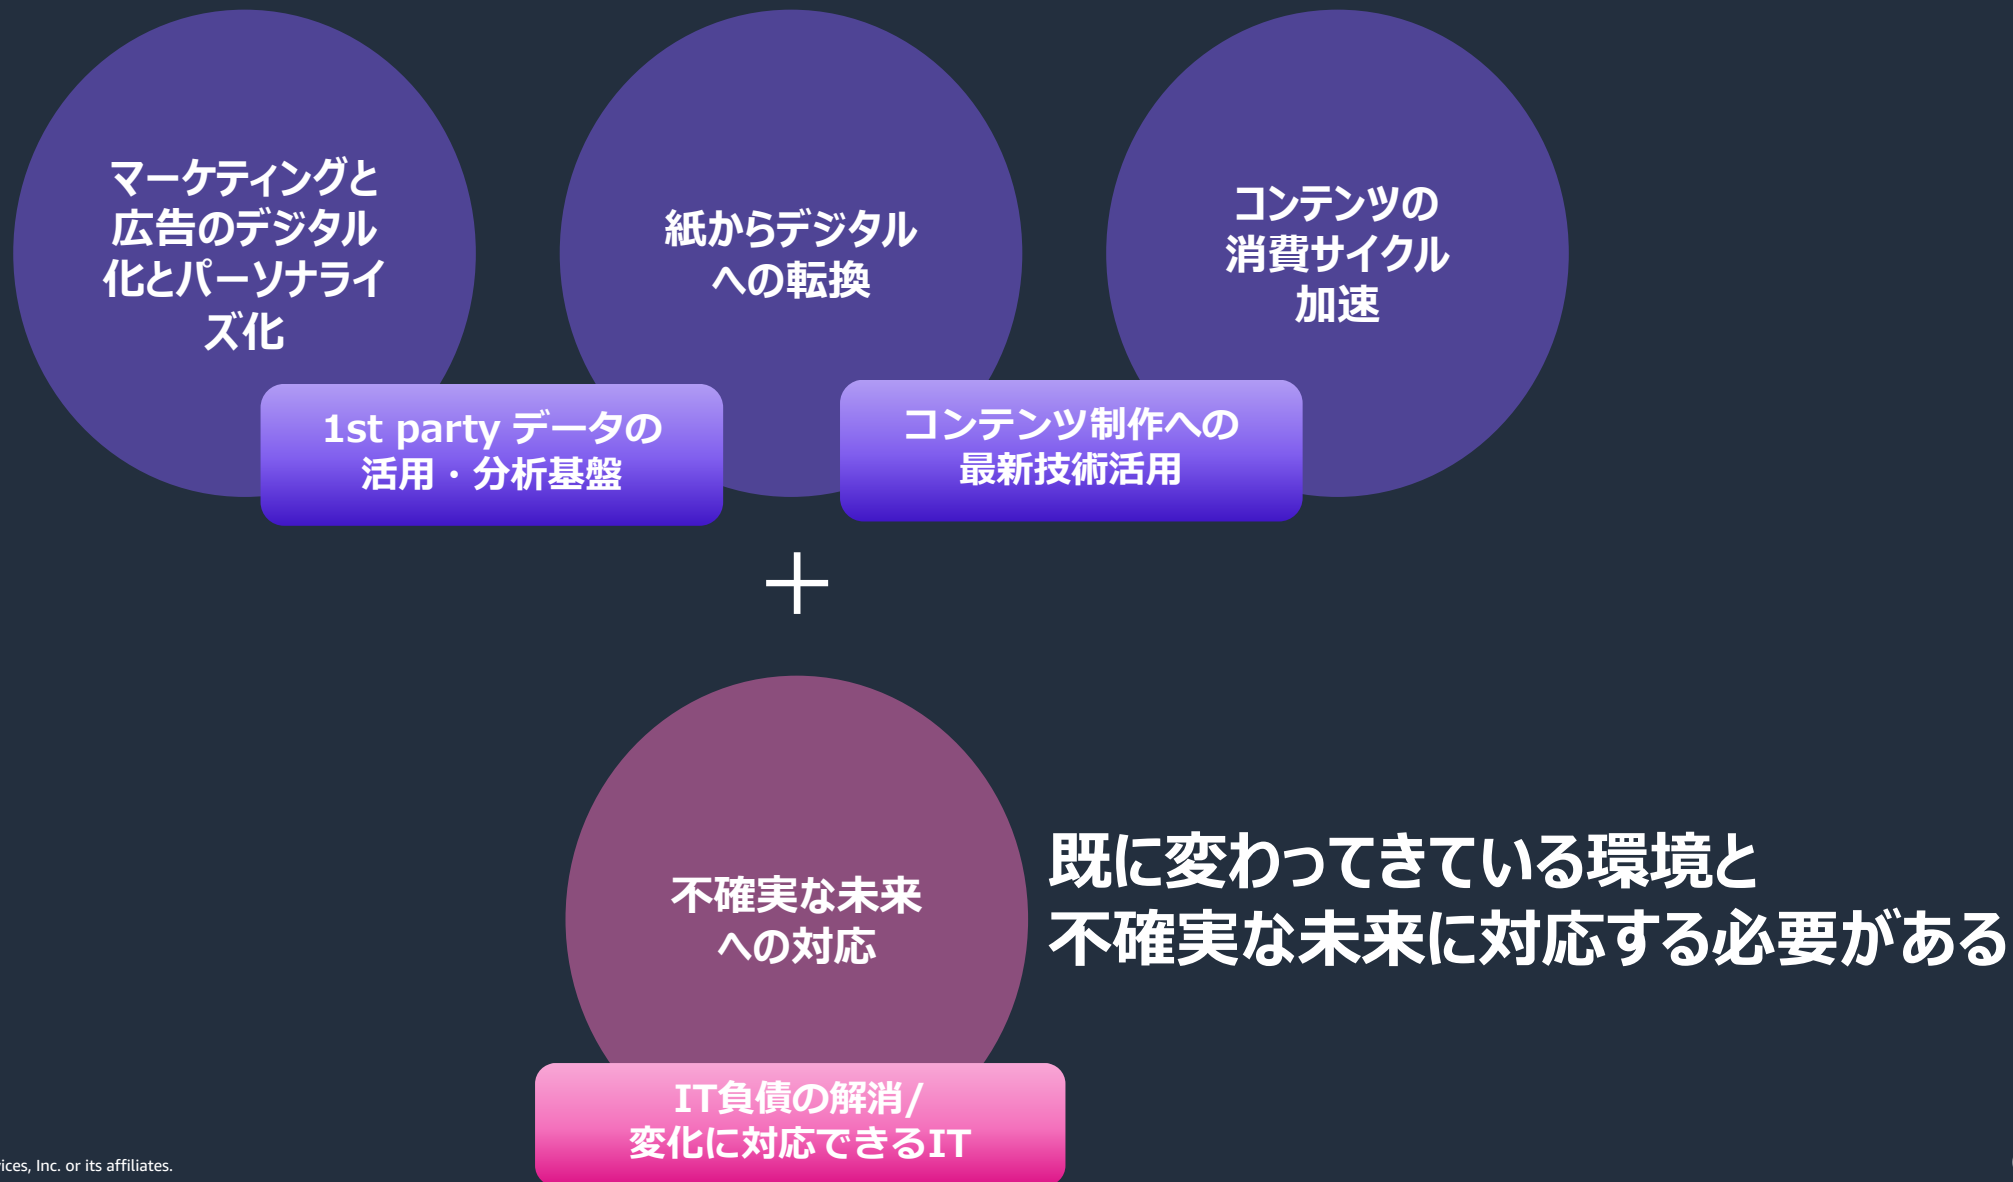 マーケティングと
広告のデジタル
化とパーソナライ
ズ化
紙からデジタル
への転換
コンテンツの
消費サイクル
加速
1st party データの
活用・分析基盤
コンテンツ制作への
最新技術活用
+
不確実な未来
への対応
既に変わってきている環境と
不確実な未来に対応する必要がある
IT負債の解消/
変化に対応できるIT
ices, Inc. or its affiliates.